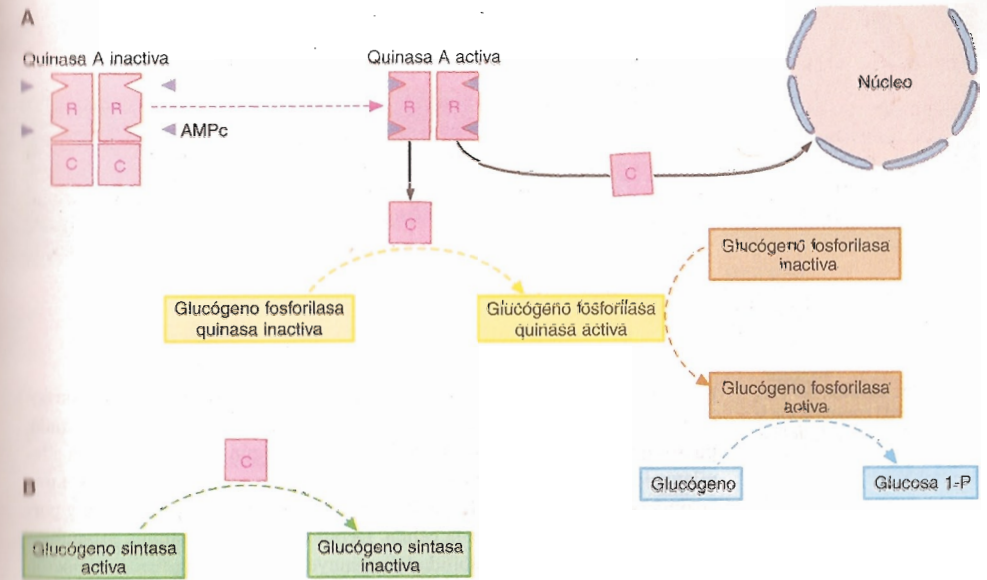 A
Quinasa A inactiva
Quinasa A activa
Núcleo
R R
R R
AMPc
C C
C
C
Glucógeno fosforilasa
inactiva
Glucógeno fosforilasa
quinasa inactiva
Glucógeno fosforilasa
quinasa activa
Glucógeno fosforilasa
activa
C
B
Glucógeno
Glucosa 1-P
Glucógeno sintasa
activa
Glucógeno sintasa
inactiva